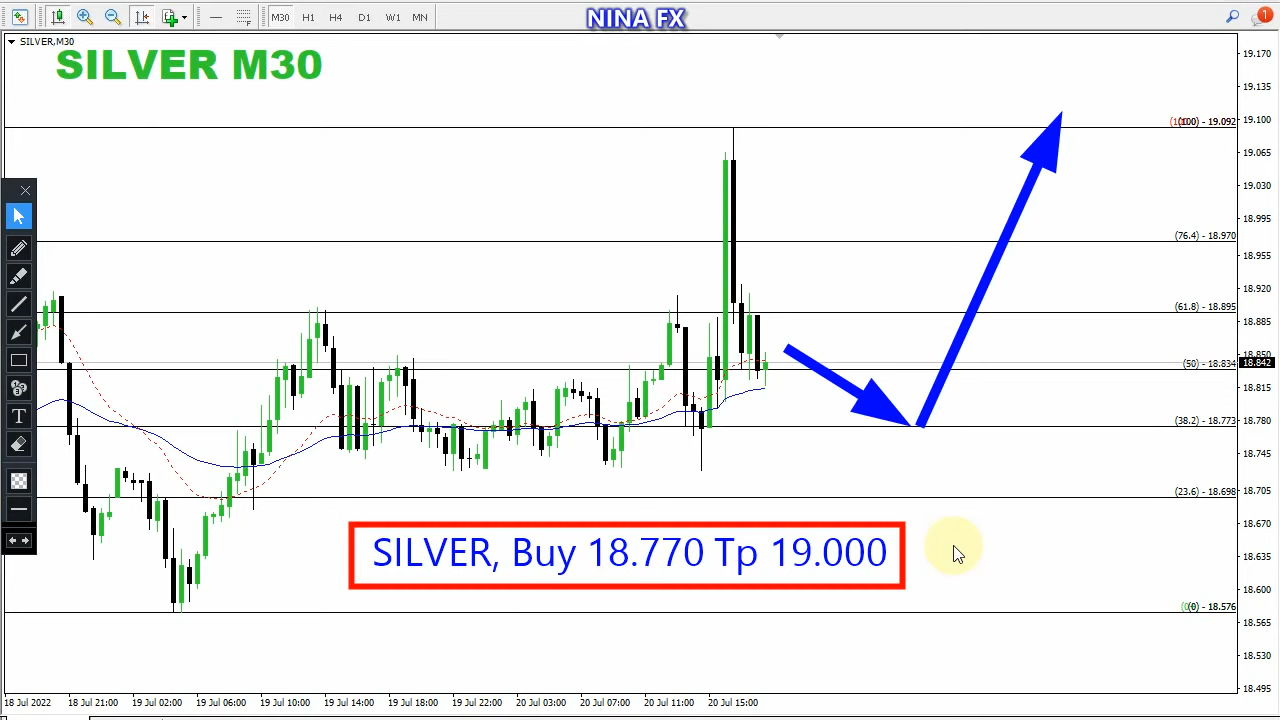 M30 H1 H4 D1 W1 MN
NINA FX
1
SILVER,M30
SILVER M30
19.170
19.135
19.100
19.065
19.030
18.995
18.955
18.920
18.885
18.850
18.842
18.815
18.780
18.745
18.705
18.670
18.635
18.600
18.565
18.530
18.495
(100) - 19.092
(76.4) - 18.970
(61.8) - 18.895
(50) - 18.834
(38.2) - 18.773
(23.6) - 18.698
(0) - 18.576
T
SILVER, Buy 18.770 Tp 19.000
18 Jul 2022 18 Jul 21:00 19 Jul 02:00 19 Jul 06:00 19 Jul 10:00 19 Jul 14:00 19 Jul 18:00 19 Jul 22:00 20 Jul 03:00 20 Jul 07:00 20 Jul 11:00 20 Jul 15:00